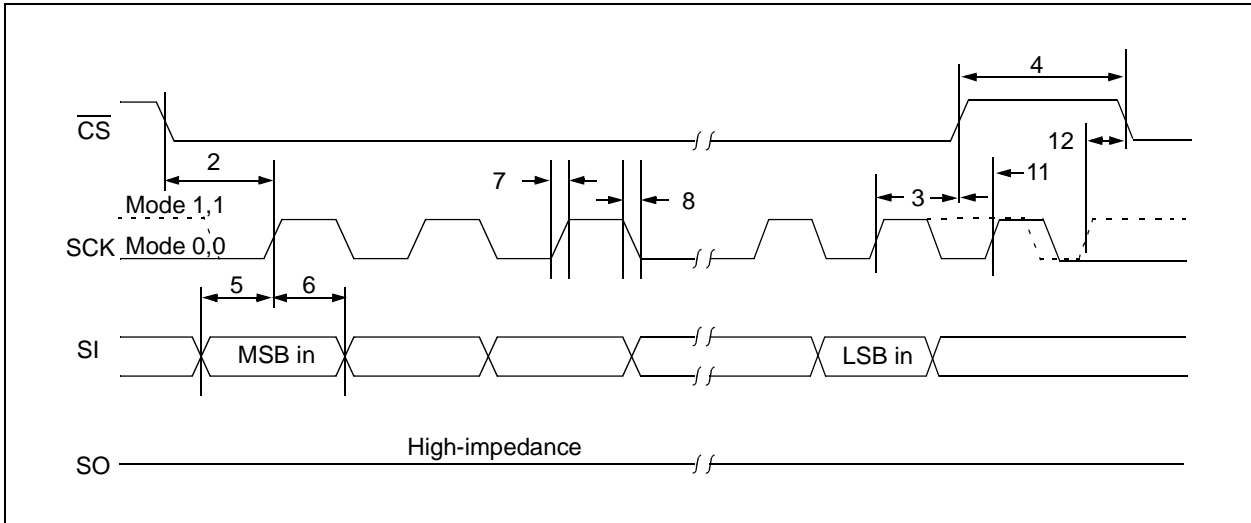 4
CS
12
2
11
7
8
3
Mode 1,1
SCK Mode 0,0
5
6
SI
MSB in
LSB in
High-impedance
SO